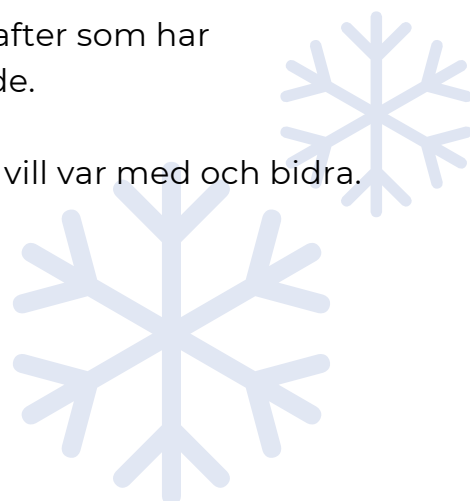 after som har
de.
vill var med och bidra.